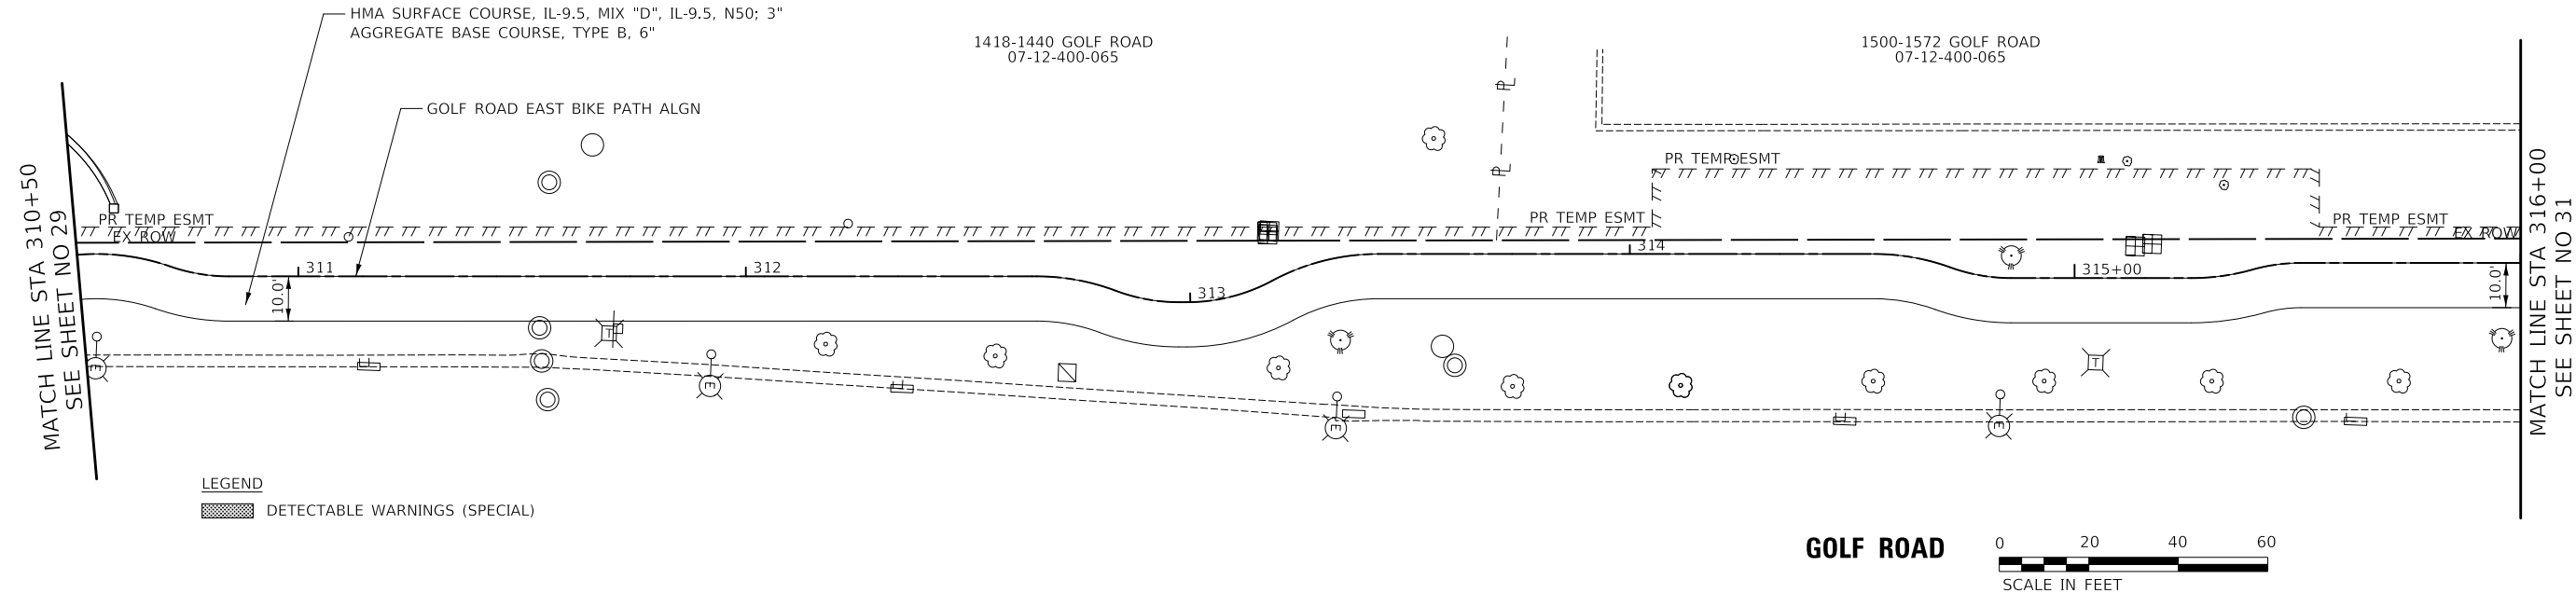 HMA SURFACE COURSE, IL-9.5, MIX "D", IL-9.5, N50; 3"
AGGREGATE BASE COURSE, TYPE B, 6"
1418-1440 GOLF ROAD
07-12-400-065
1500-1572 GOLF ROAD
07-12-400-065
GOLF ROAD EAST BIKE PATH ALGN
MATCH LINE STA 310+50
SEE SHEET NO 29
PR TEMP ESMT
EX ROW
PR TEMP ESMT
PR TEMP ESMT
PR TEMP ESMT
EX ROW
P
P
311
312
313
314
315+00
10.0'
10.0'
T
T
E
E
E
E
MATCH LINE STA 316+00
SEE SHEET NO 31
LEGEND
DETECTABLE WARNINGS (SPECIAL)
GOLF ROAD
0 20 40 60
SCALE IN FEET